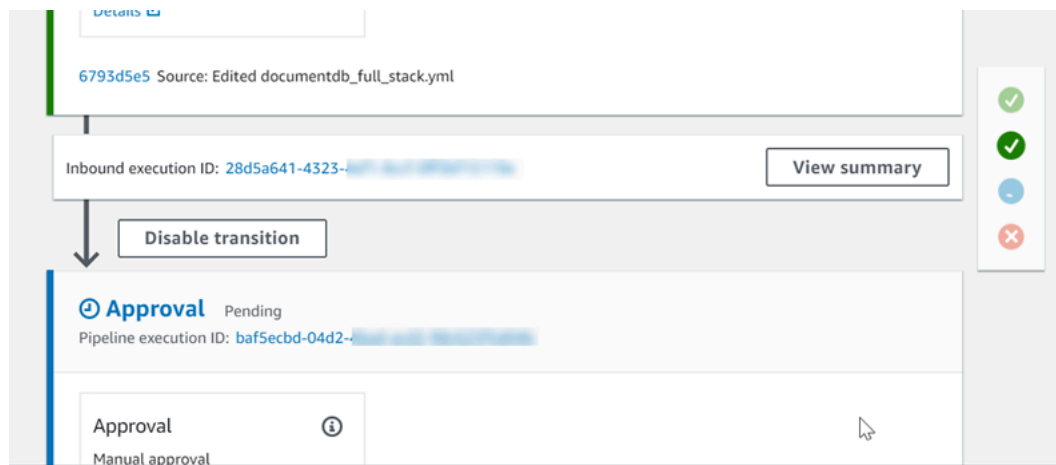 Details
6793d5e5 Source: Edited documentdb_full_stack.yml
Inbound execution ID: 28d5a641-4323-
View summary
Disable transition
Approval Pending
Pipeline execution ID: baf5ecbd-04d2-
Approval
Manual approval